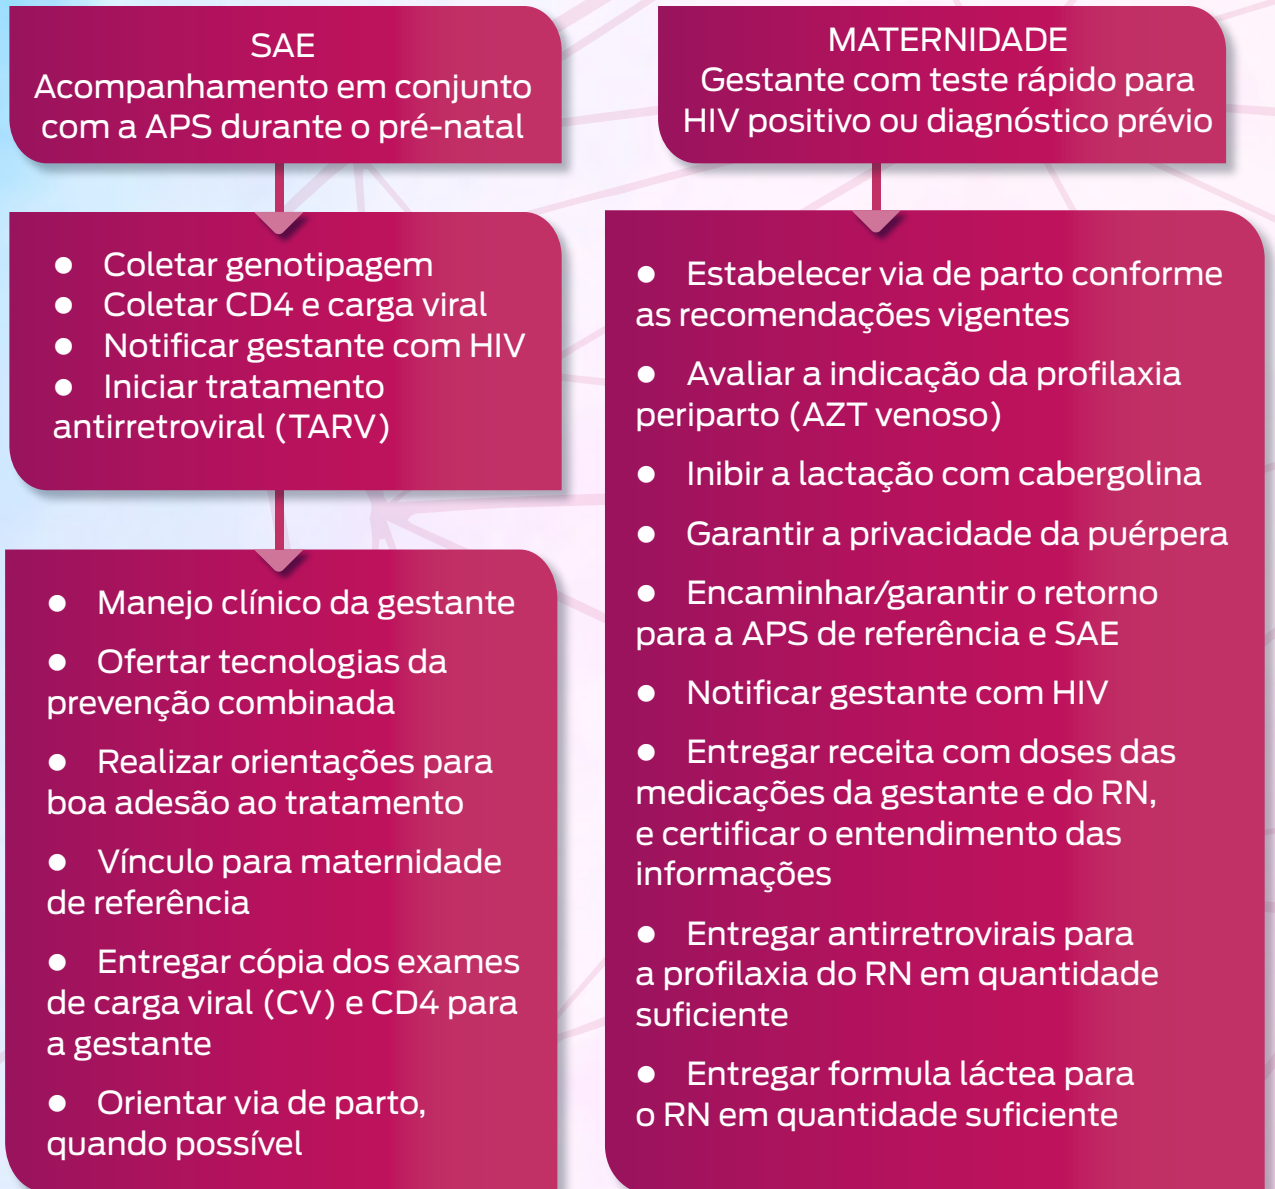 SAE
Acompanhamento em conjunto
com a APS durante o pré-natal
● Coletar genotipagem
● Coletar CD4 e carga viral
● Notificar gestante com HIV
● Iniciar tratamento
antirretroviral (TARV)
● Manejo clínico da gestante
● Ofertar tecnologias da
prevenção combinada
● Realizar orientações para
boa adesão ao tratamento
● Vínculo para maternidade
de referência
● Entregar cópia dos exames
de carga viral (CV) e CD4 para
a gestante
● Orientar via de parto,
quando possível
MATERNIDADE
Gestante com teste rápido para
HIV positivo ou diagnóstico prévio
● Estabelecer via de parto conforme
as recomendações vigentes
● Avaliar a indicação da profilaxia
periparto (AZT venoso)
● Inibir a lactação com cabergolina
● Garantir a privacidade da puérpera
● Encaminhar/garantir o retorno
para a APS de referência e SAE
● Notificar gestante com HIV
● Entregar receita com doses das
medicações da gestante e do RN,
e certificar o entendimento das
informações
● Entregar antirretrovirais para
a profilaxia do RN em quantidade
suficiente
● Entregar formula láctea para
o RN em quantidade suficiente